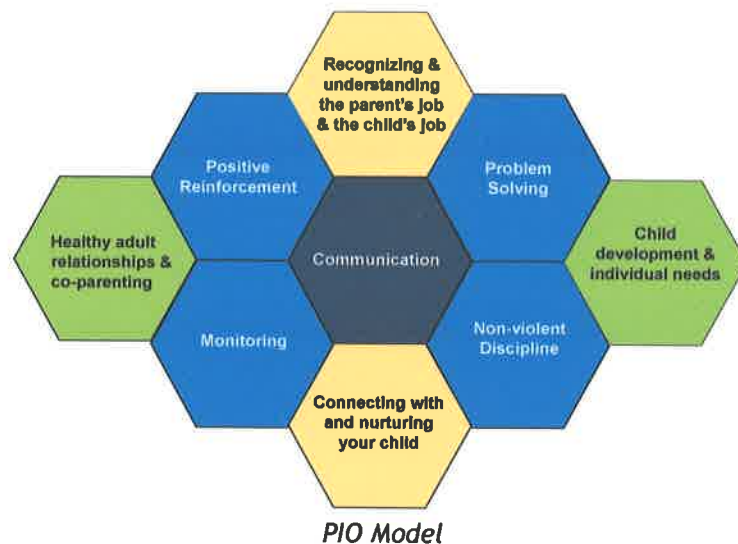 Recognizing &
understanding
the parent's job
& the child's job
Positive
Reinforcement
Problem
Solving
Healthy adult
relationships &
co-parenting
Communication
Child
development &
individual needs
Monitoring
Non-violent
Discipline
Connecting with
and nurturing
your child
PIO Model